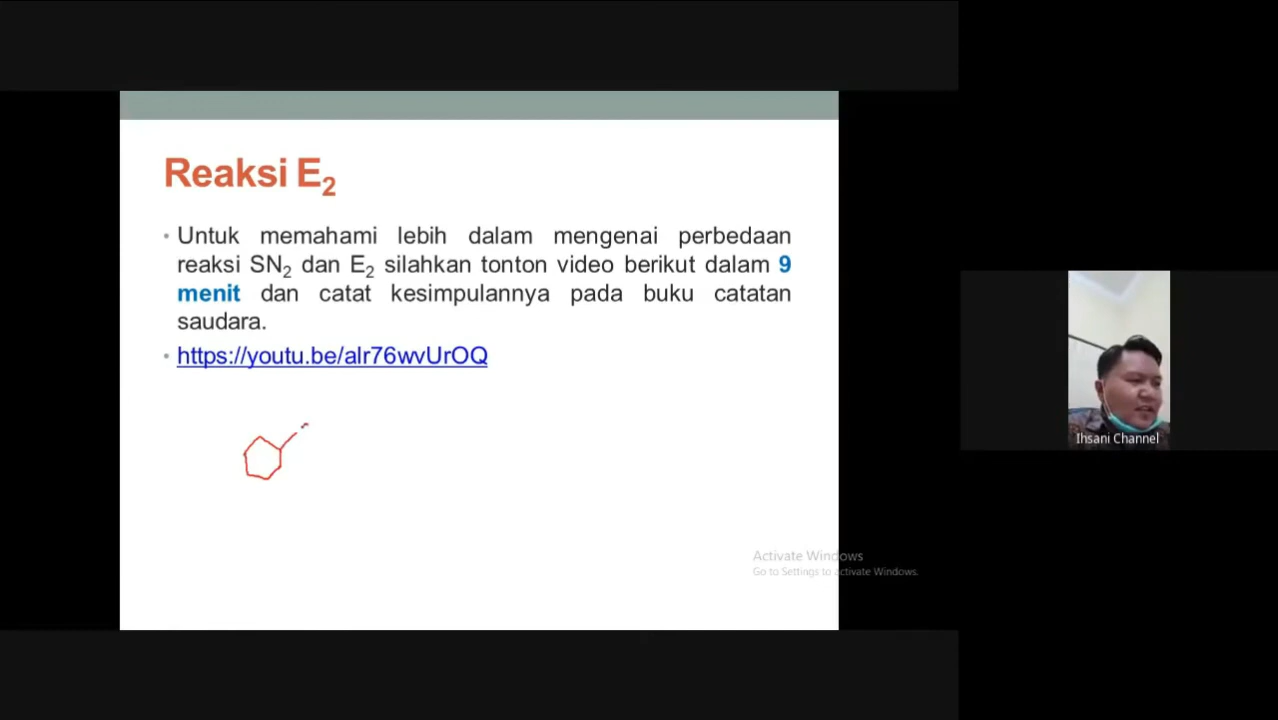 Reaksi E₂
• Untuk memahami lebih dalam mengenai perbedaan
reaksi SN₂ dan E₂ silahkan tonton video berikut dalam 9
menit dan catat kesimpulannya pada buku catatan
saudara.
• https://youtu.be/alr76wvUrOQ
Ihsani Channel
Activate Windows
Go to Settings to activate Windows.